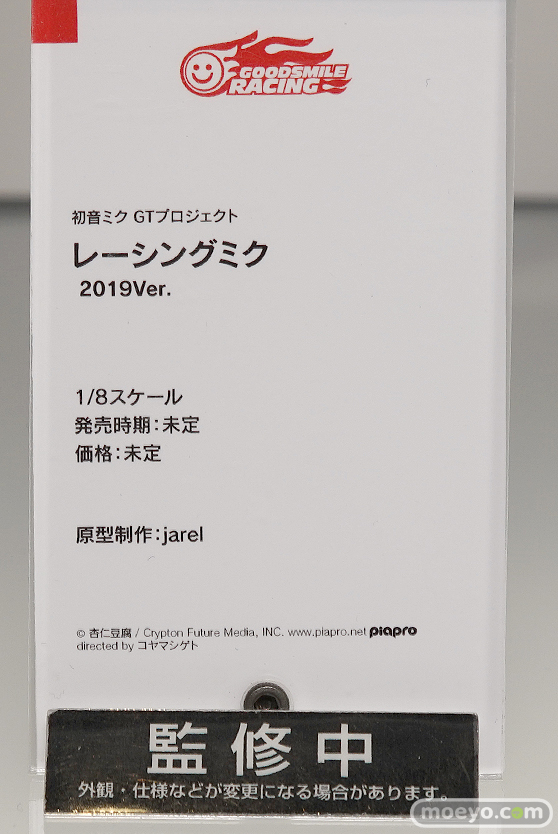 GOODSMILE
RACING
初音ミク GTプロジェクト
レーシングミク
2019Ver.
1/8スケール
発売時期：未定
価格：未定
原型制作：jarel
© 杏仁豆腐 / Crypton Future Media, INC. www.piapro.net piapro
directed by コヤマシゲト
監修中
外観・仕様などが変更になる場合があります。
moeyo.com